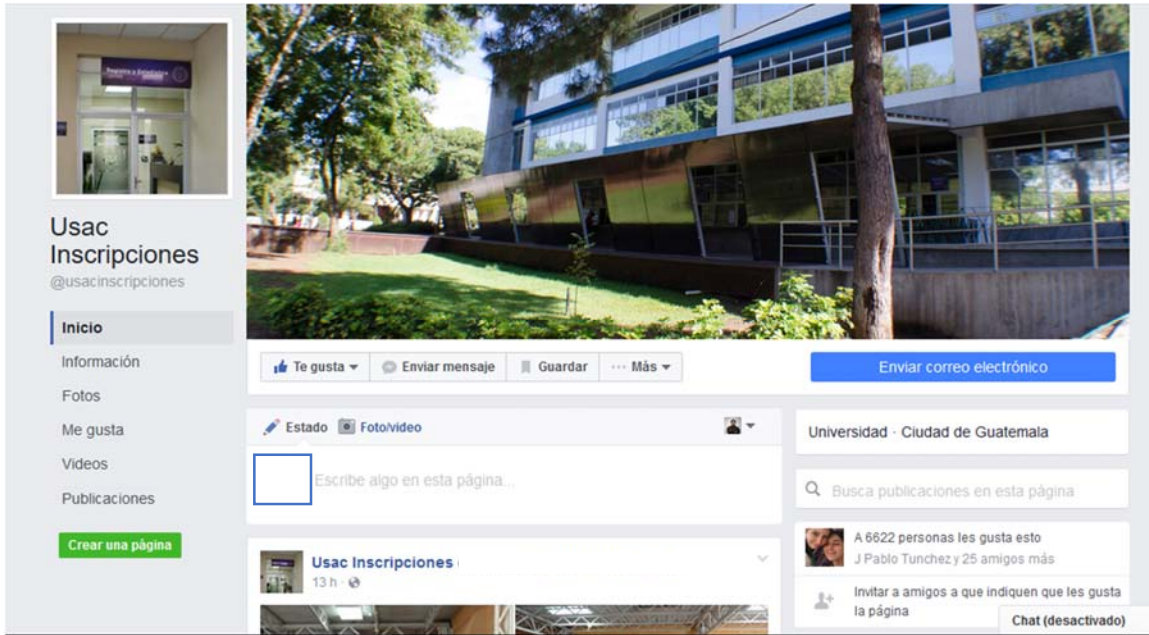 Registro y Estadística
Usac
Inscripciones
@usacinscripciones
Inicio
Información
Fotos
Me gusta
Videos
Publicaciones
Crear una página
Te gusta
Enviar mensaje
Guardar
··· Más
Enviar correo electrónico
Estado
Foto/video
Escribe algo en esta página...
Usac Inscripciones
13 h ·
Universidad · Ciudad de Guatemala
Busca publicaciones en esta página
A 6622 personas les gusta esto
J Pablo Tunchez y 25 amigos más
Invitar a amigos a que indiquen que les gusta
la página
Chat (desactivado)